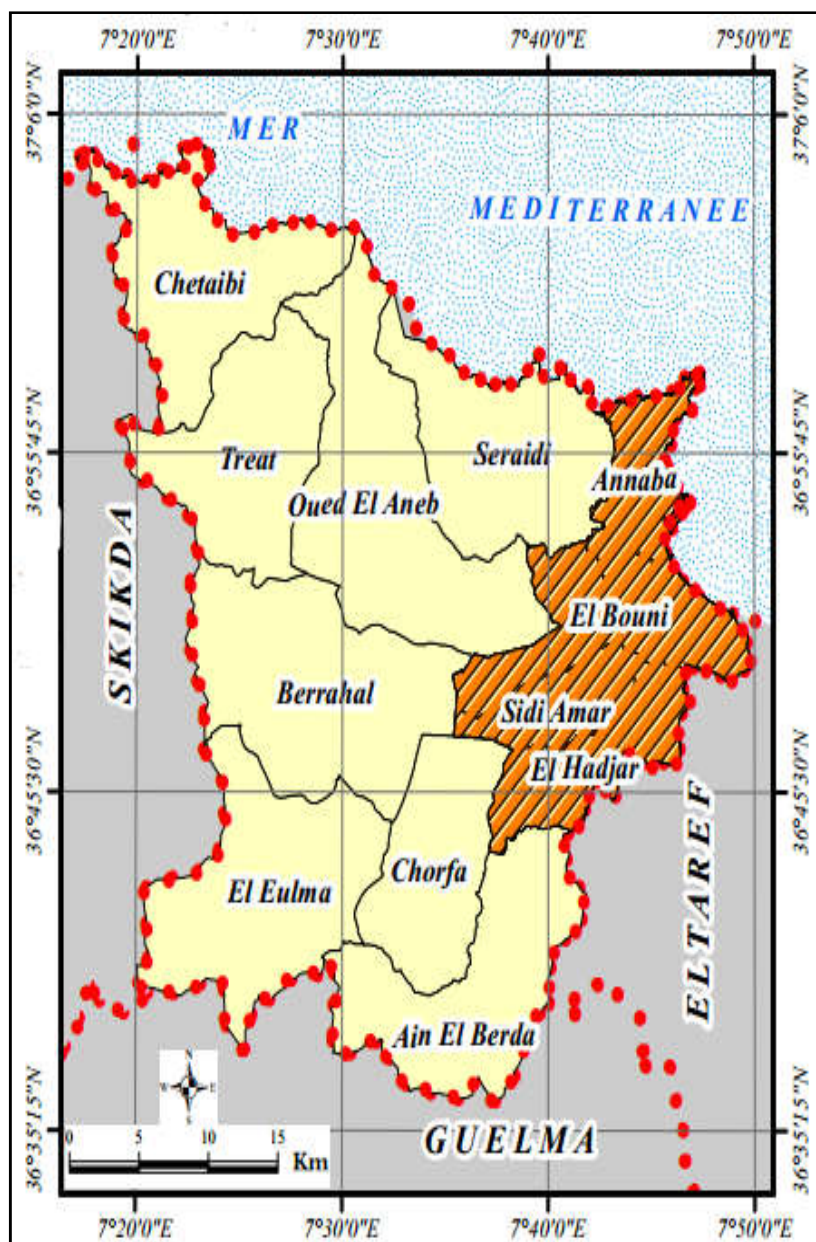 7°20'0"E 7°30'0"E 7°40'0"E 7°50'0"E
37°6'0"N
37°6'0"N
MER
MEDITERRANEE
Chetaibi
36°55'45"N
36°55'45"N
Treat
Seraidi
Annaba
Oued El Aneb
El Bouni
SKIKDA
Berrahal
Sidi Amar
El Hadjar
36°45'30"N
36°45'30"N
El Eulma
Chorfa
ELTAREF
Ain El Berda
N
W E
S
36°35'15"N
36°35'15"N
GUELMA
0 5 10 15
Km
7°20'0"E 7°30'0"E 7°40'0"E 7°50'0"E